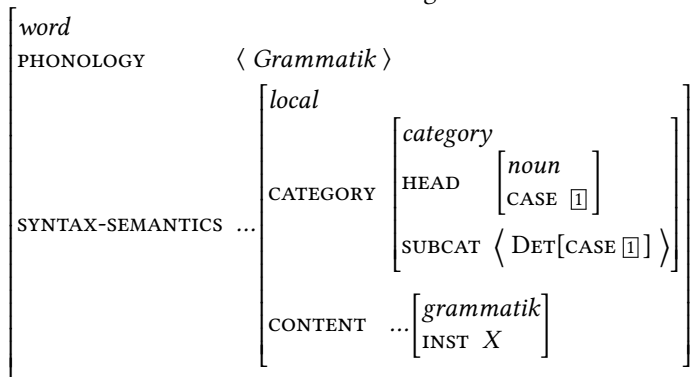 word
PHONOLOGY ⟨ Grammatik ⟩
local
category
HEAD noun
CATEGORY CASE 1
SYNTAX-SEMANTICS ...
SUBCAT ⟨ DET[CASE 1] ⟩
CONTENT ... grammatik
INST X